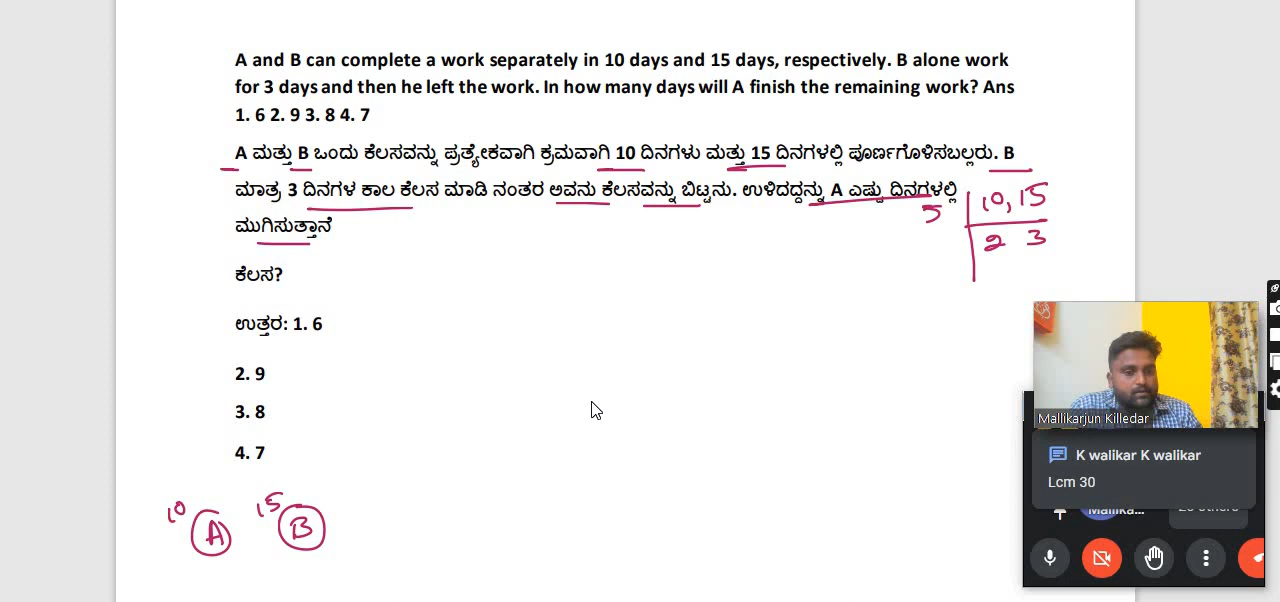 A and B can complete a work separately in 10 days and 15 days, respectively. B alone work
for 3 days and then he left the work. In how many days will A finish the remaining work? Ans
1. 6 2. 9 3. 8 4. 7
A ಮತ್ತು B ಒಂದು ಕೆಲಸವನ್ನು ಪ್ರತ್ಯೇಕವಾಗಿ ಕ್ರಮವಾಗಿ 10 ದಿನಗಳು ಮತ್ತು 15 ದಿನಗಳಲ್ಲಿ ಪೂರ್ಣಗೊಳಿಸಬಲ್ಲರು. B
ಮಾತ್ರ 3 ದಿನಗಳ ಕಾಲ ಕೆಲಸ ಮಾಡಿ ನಂತರ ಅವನು ಕೆಲಸವನ್ನು ಬಿಟ್ಟನು. ಉಳಿದದ್ದನ್ನು A ಎಷ್ಟು ದಿನಗಳಲ್ಲಿ
5 10, 15
ಮುಗಿಸುತ್ತಾನೆ
2 3
ಕೆಲಸ?
ಉತ್ತರ: 1. 6
2. 9
3. 8
4. 7
10 A 15 B
Mallikarjun Killedar
K walikar K walikar
Lcm 30
Mallika...